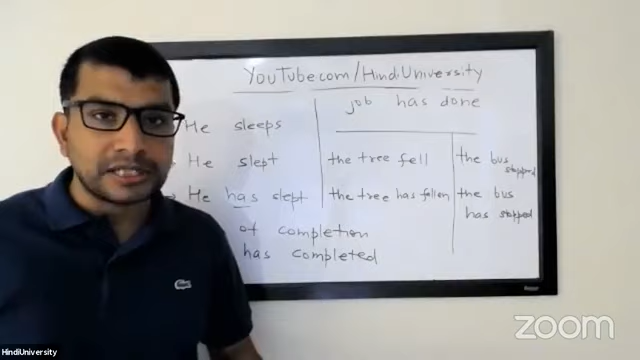 YouTube.com/HindiUniversity
job has done
He sleeps
He slept
He has slept
of completion
has completed
the tree fell
the tree has fallen
the bus
stopped
the bus
has stopped
HindiUniversity
zoom